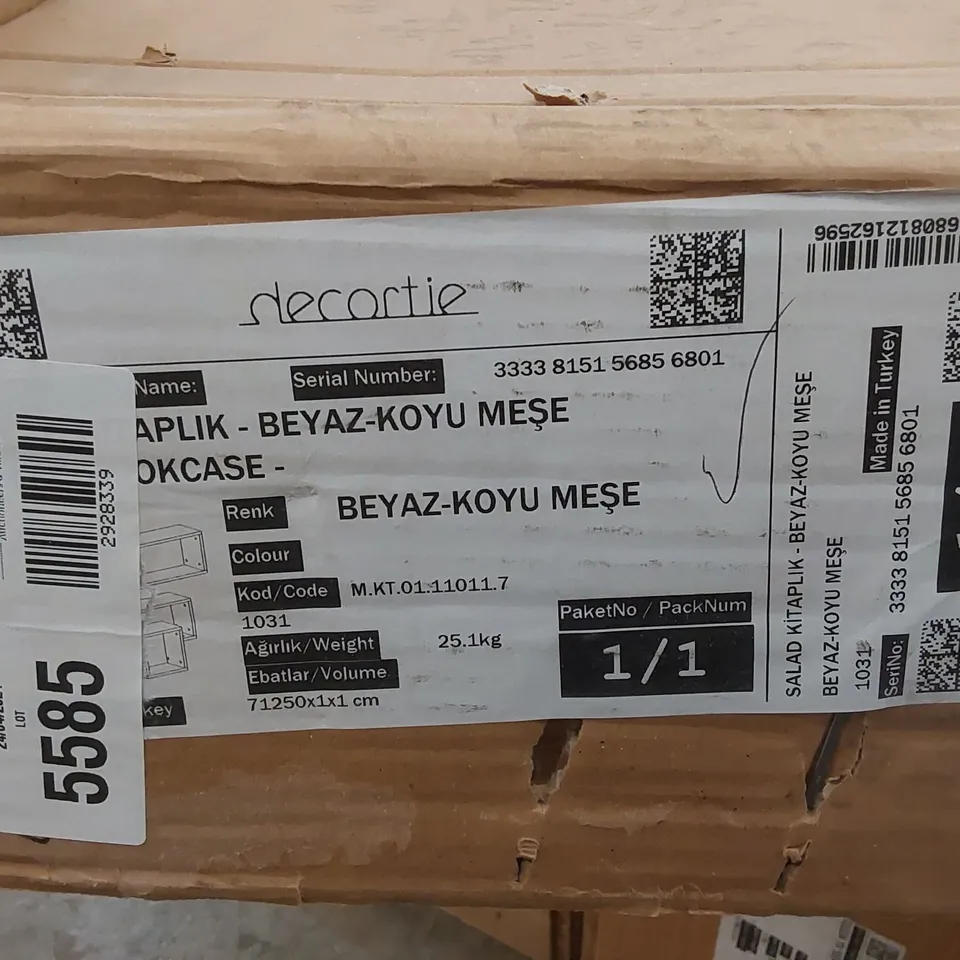 decortie
Name:
Serial Number:
3333 8151 5685 6801
APLIK - BEYAZ-KOYU MEŞE
OKCASE -
Renk
BEYAZ-KOYU MEŞE
Colour
Kod/Code
M.KT.01.11011.7
1031
Ağırlık/Weight
25.1kg
Ebatlar/Volume
71250x1x1 cm
key
PaketNo / PackNum
1/1
2928339
LOT
5585
680812162596
SALAD KİTAPLIK - BEYAZ-KOYU MEŞE
BEYAZ-KOYU MEŞE
1031
SeriNo:
3333 8151 5685 6801
Made in Turkey